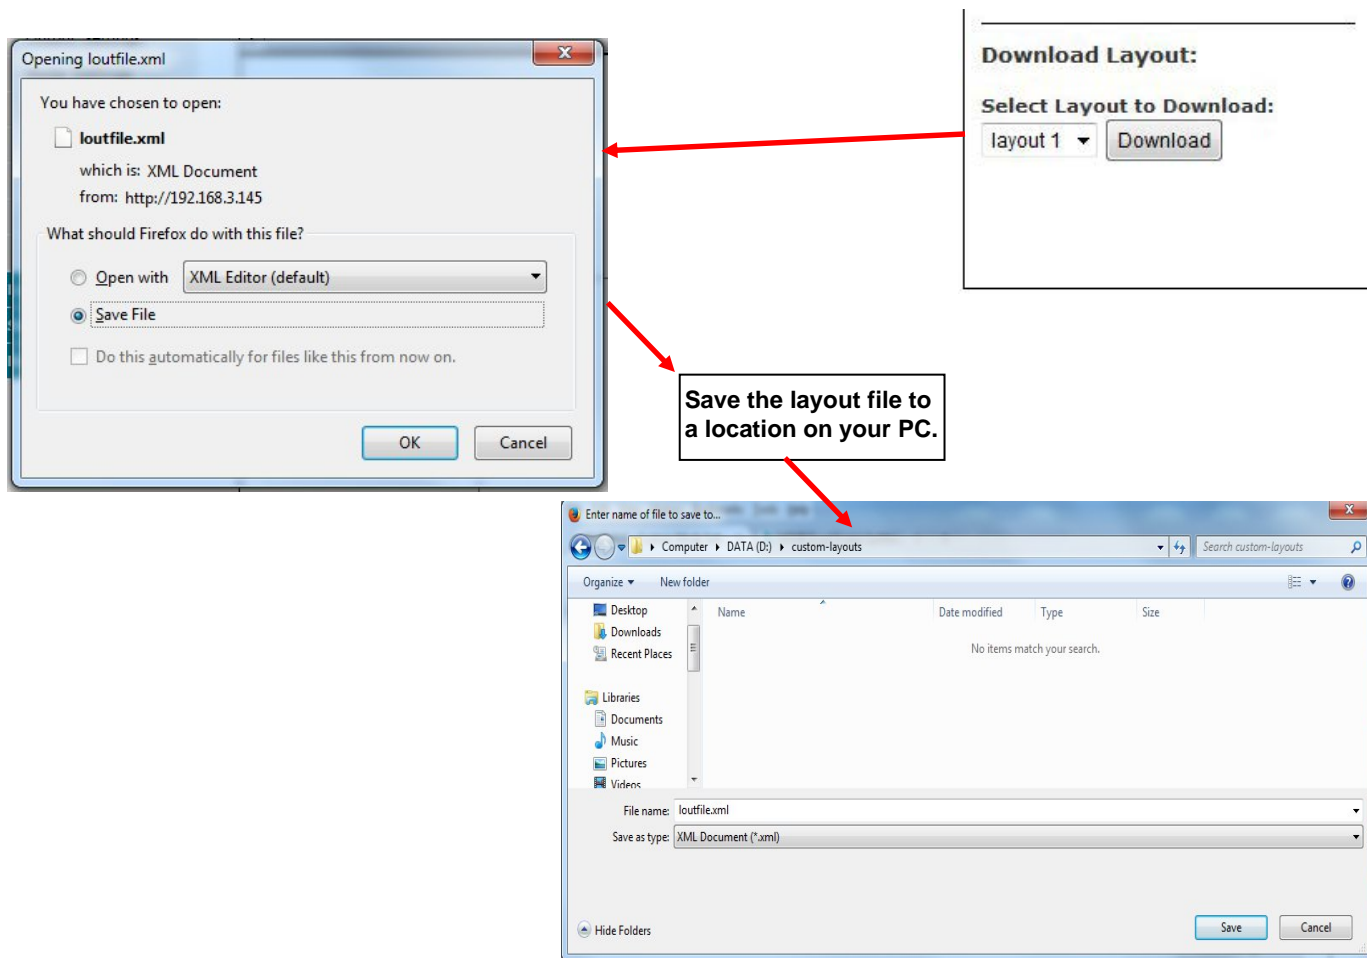 Opening loutfile.xml
You have chosen to open:
loutfile.xml
which is: XML Document
from: http://192.168.3.145
What should Firefox do with this file?
Open with XML Editor (default)
Save File
Do this automatically for files like this from now on.
OK Cancel
Download Layout:
Select Layout to Download:
layout 1 Download
Save the layout file to
a location on your PC.
Enter name of file to save to...
Computer DATA (D:) custom-layouts Search custom-layouts
Organize New folder
Desktop Name Date modified Type Size
Downloads
Recent Places No items match your search.
Libraries
Documents
Music
Pictures
Videos
File name: loutfile.xml
Save as type: XML Document (*.xml)
Hide Folders Save Cancel